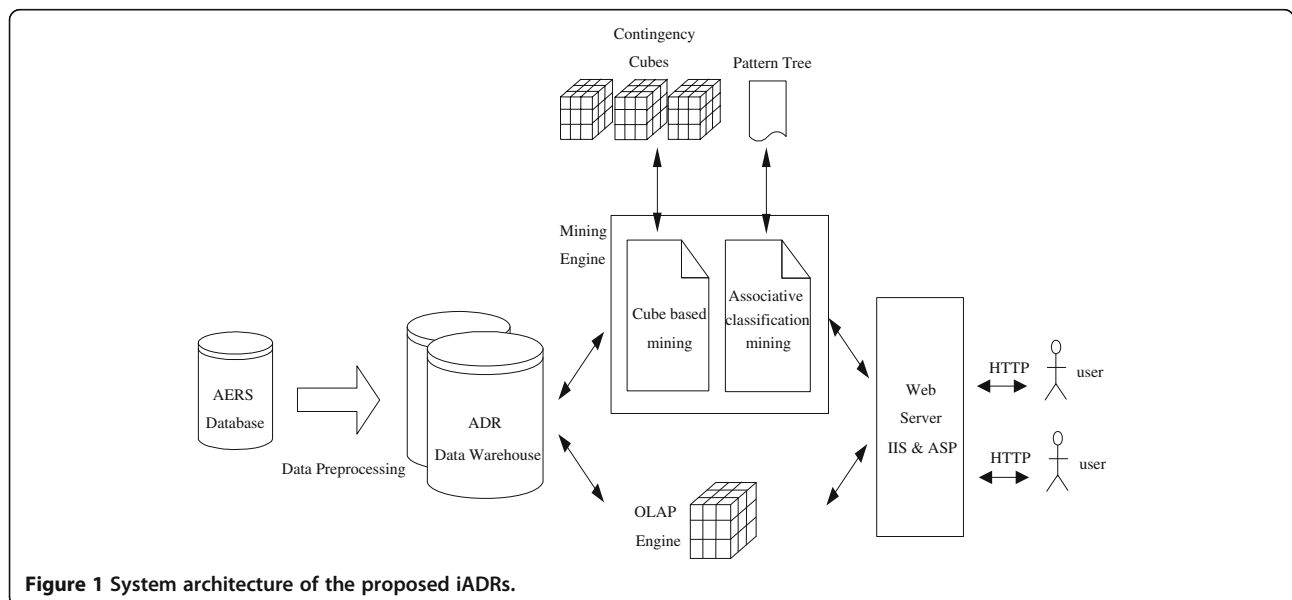 Contingency
Cubes
Pattern Tree
Mining
Engine
Cube based
mining
Associative
classification
mining
AERS
Database
Data Preprocessing
ADR
Data Warehouse
OLAP
Engine
Web
Server
IIS & ASP
HTTP
user
HTTP
user
Figure 1 System architecture of the proposed iADRs.